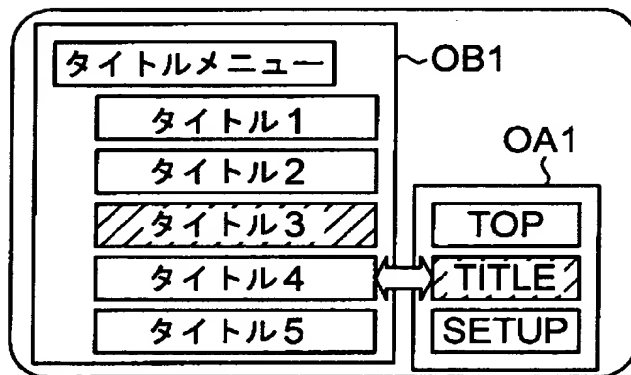 タイトルメニュー
OB1
タイトル1
タイトル2
タイトル3
タイトル4
タイトル5
OA1
TOP
TITLE
SETUP